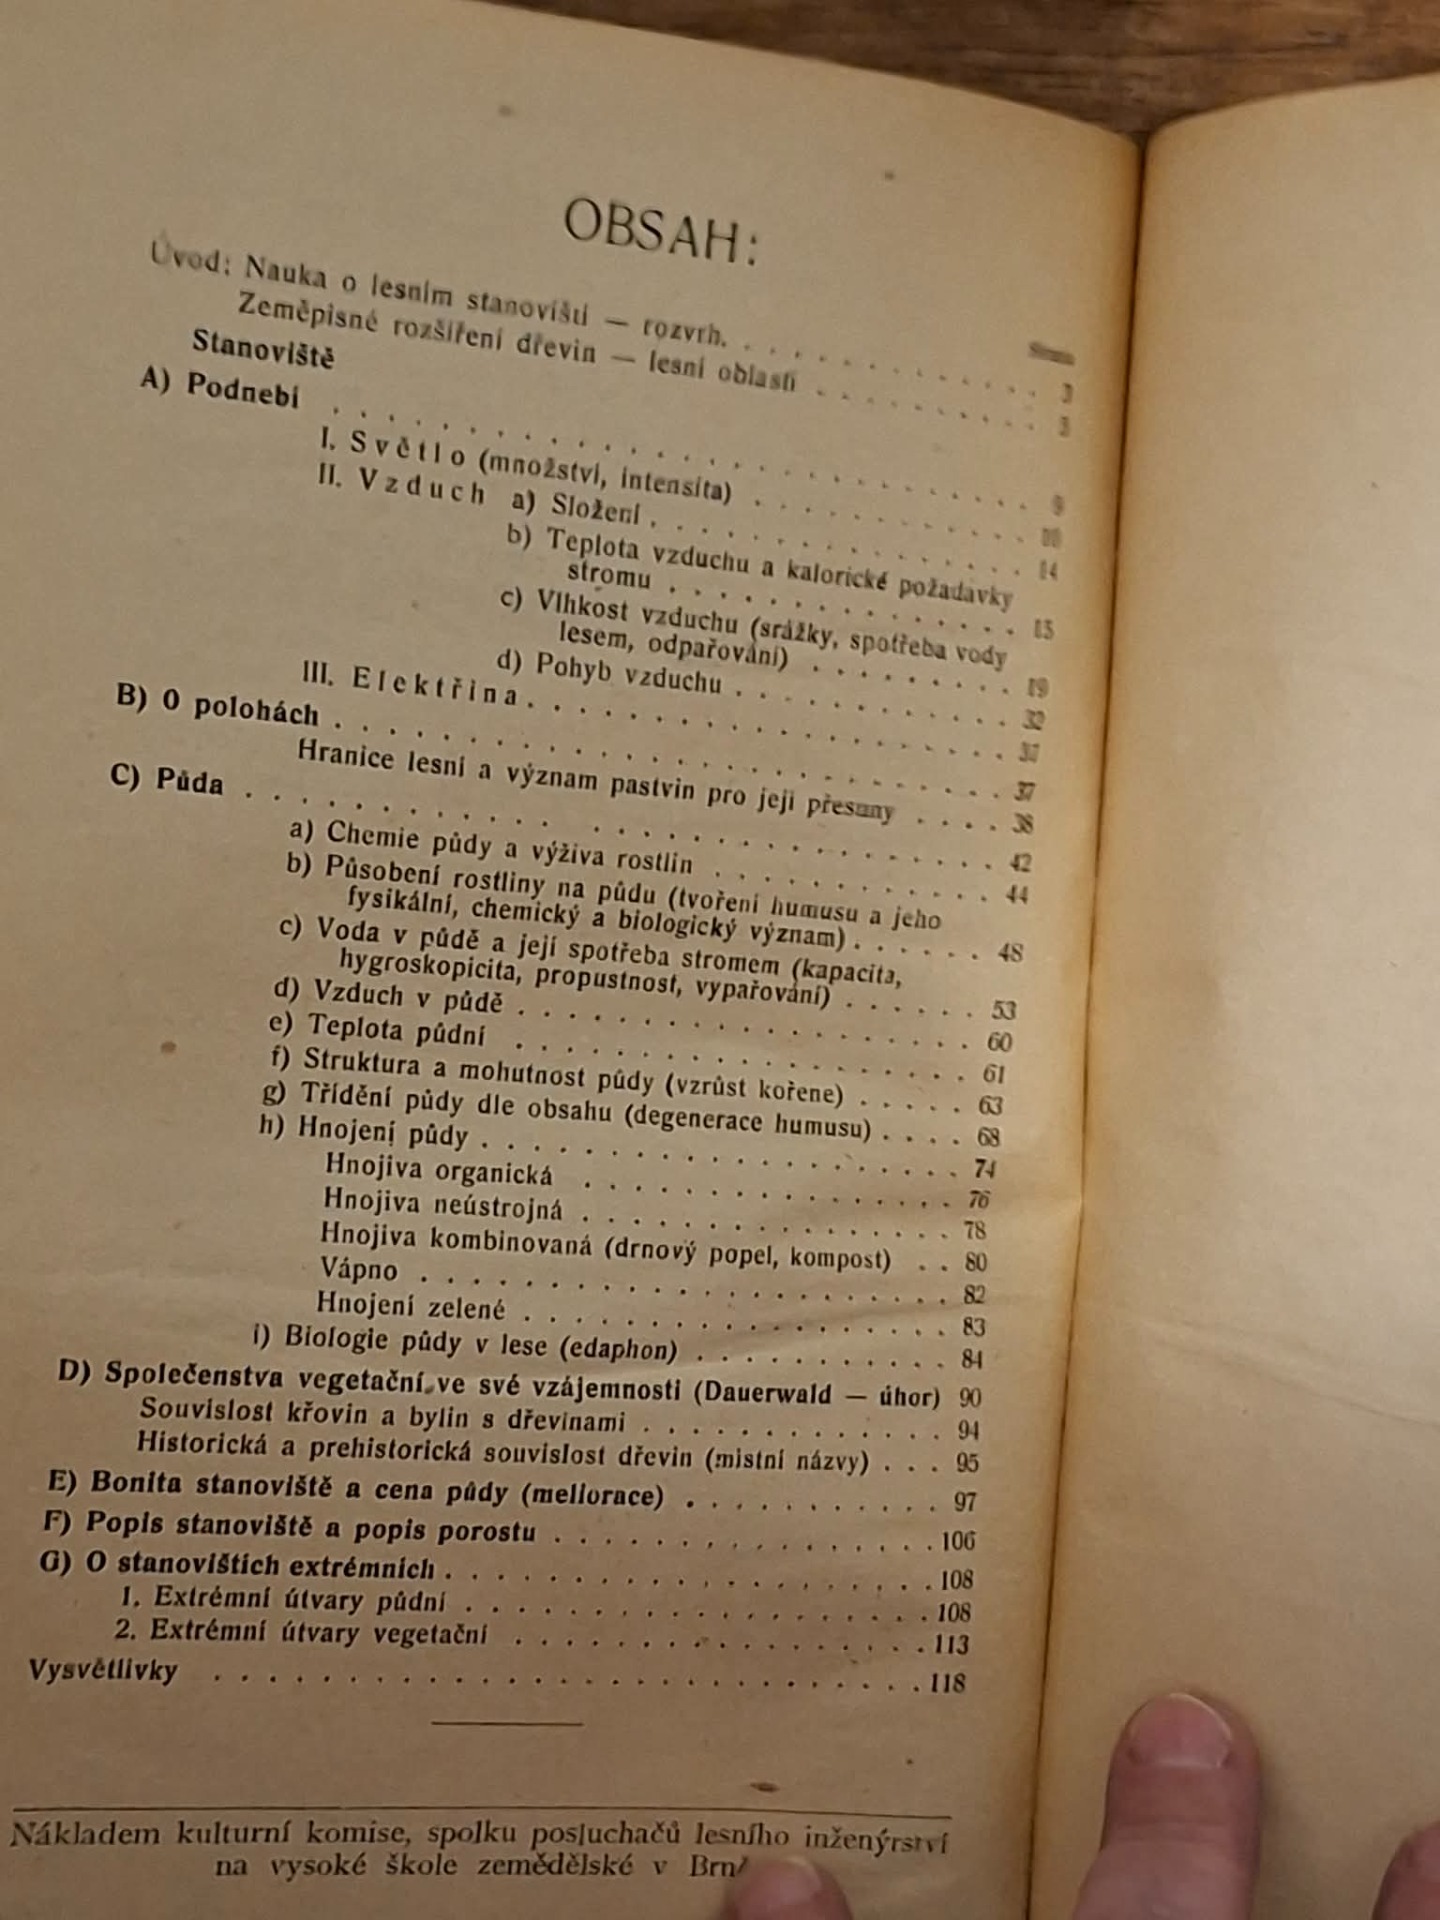 OBSAH:
Strana
Úvod: Nauka o lesním stanovišti — rozvrh. . . . . . . . . . . . . 3
Zeměpisné rozšíření dřevin — lesní oblasti . . . . . . . . . .
Stanoviště
A) Podnebí . . . . . . . . . . . . . . . . . . . . . . . . . . 9
I. Světlo (množství, intensita) . . . . . . . . . . . 10
II. Vzduch a) Složení . . . . . . . . . . . . . . 14
b) Teplota vzduchu a kalorické požadavky
stromu . . . . . . . . . . . . . 15
c) Vlhkost vzduchu (srážky, spotřeba vody
lesem, odpařování) . . . . . . . . . 19
d) Pohyb vzduchu . . . . . . . . . . . . 32
III. Elektřina . . . . . . . . . . . . . . . . . . . 37
B) O polohách . . . . . . . . . . . . . . . . . . . . . . . . . 37
Hranice lesní a význam pastvin pro její přesuny . . . . 38
C) Půda . . . . . . . . . . . . . . . . . . . . . . . . . . . . 42
a) Chemie půdy a výživa rostlin . . . . . . . . . . . . 44
b) Působení rostliny na půdu (tvoření humusu a jeho
fysikální, chemický a biologický význam) . . . . . . 48
c) Voda v půdě a její spotřeba stromem (kapacita,
hygroskopicita, propustnost, vypařování) . . . . . . 53
d) Vzduch v půdě . . . . . . . . . . . . . . . . . . 60
e) Teplota půdní . . . . . . . . . . . . . . . . . . 61
f) Struktura a mohutnost půdy (vzrůst kořene) . . . . . 63
g) Třídění půdy dle obsahu (degenerace humusu) . . . . 68
h) Hnojení půdy . . . . . . . . . . . . . . . . . . . 74
Hnojiva organická . . . . . . . . . . . . . . . 76
Hnojiva neústrojná . . . . . . . . . . . . . . . 78
Hnojiva kombinovaná (drnový popel, kompost) . . 80
Vápno . . . . . . . . . . . . . . . . . . . . . 82
Hnojení zelené . . . . . . . . . . . . . . . . . 83
i) Biologie půdy v lese (edaphon) . . . . . . . . . . 84
D) Společenstva vegetační ve své vzájemnosti (Dauerwald — úhor) 90
Souvislost křovin a bylin s dřevinami . . . . . . . . . . . . 94
Historická a prehistorická souvislost dřevin (místní názvy) . . . 95
E) Bonita stanoviště a cena půdy (meliorace) . . . . . . . . . . 97
F) Popis stanoviště a popis porostu . . . . . . . . . . . . . . . 106
G) O stanovištích extrémních . . . . . . . . . . . . . . . . . . . 108
1. Extrémní útvary půdní . . . . . . . . . . . . . . . . . . 108
2. Extrémní útvary vegetační . . . . . . . . . . . . . . . . 113
Vysvětlivky . . . . . . . . . . . . . . . . . . . . . . . . . . . 118
Nákladem kulturní komise, spolku posluchačů lesního inženýrství
na vysoké škole zemědělské v